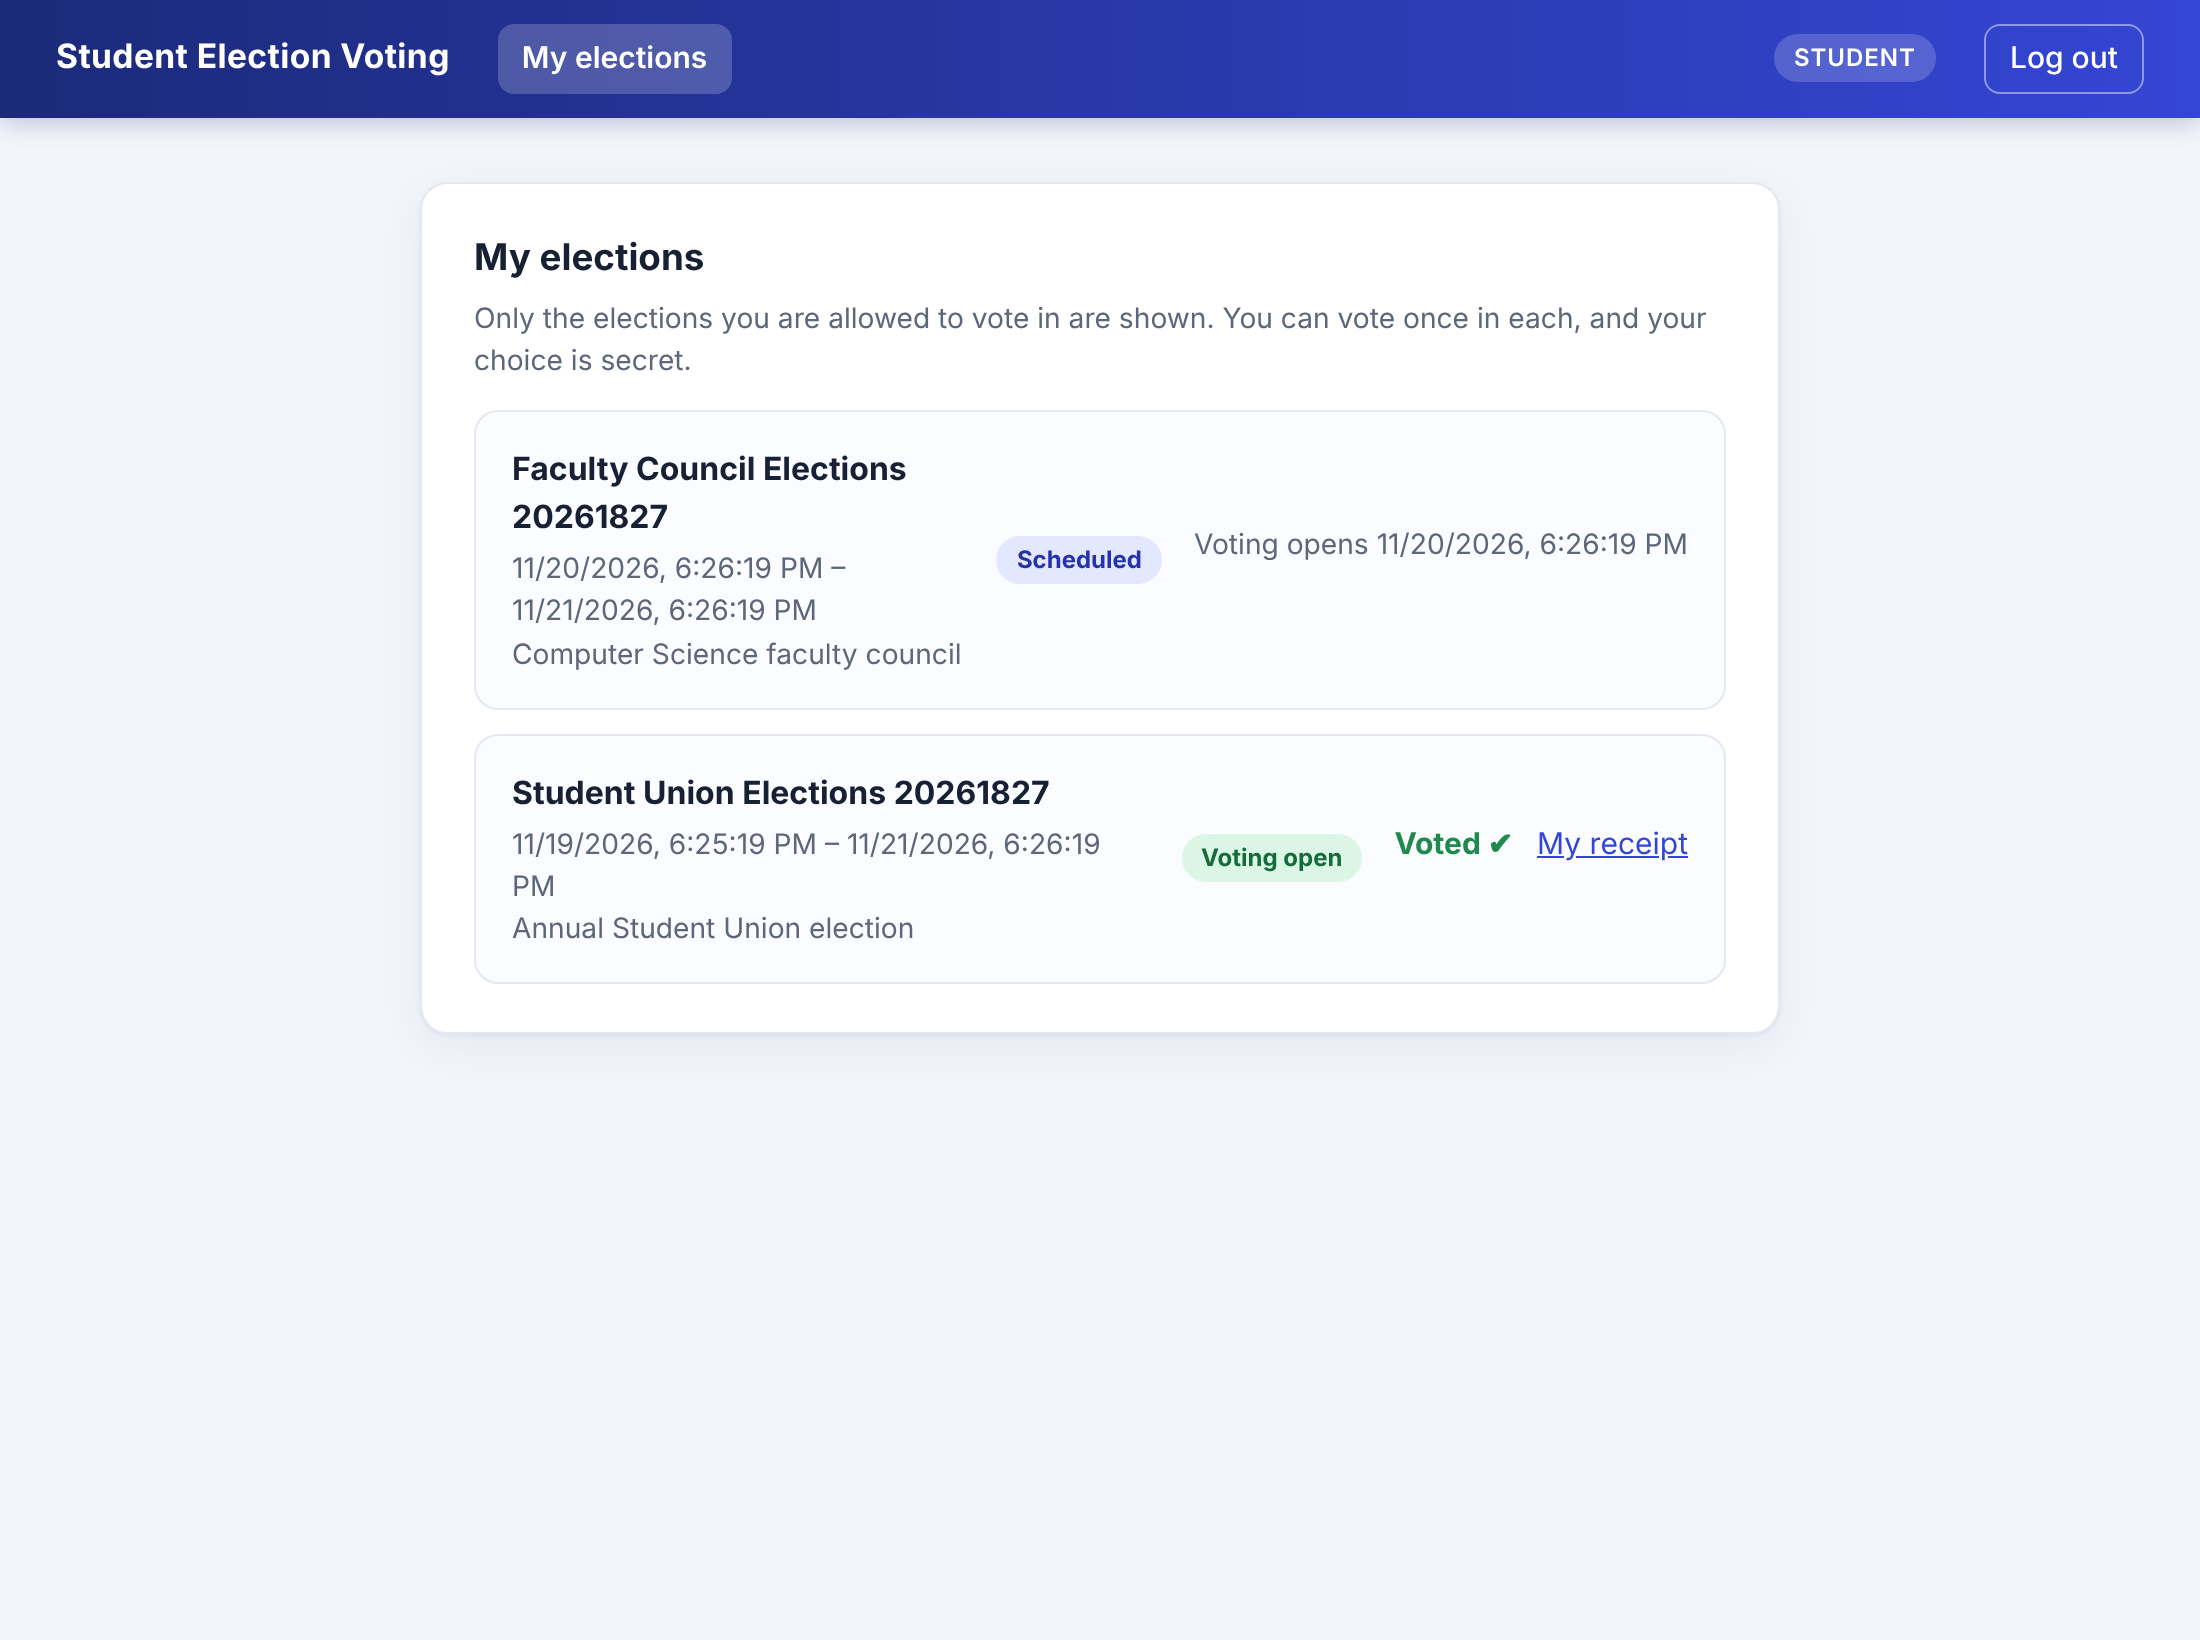 Student Election Voting
My elections
STUDENT
Log out
My elections
Only the elections you are allowed to vote in are shown. You can vote once in each, and your
choice is secret.
Faculty Council Elections
20261827
11/20/2026, 6:26:19 PM –
11/21/2026, 6:26:19 PM
Computer Science faculty council
Scheduled
Voting opens 11/20/2026, 6:26:19 PM
Student Union Elections 20261827
11/19/2026, 6:25:19 PM – 11/21/2026, 6:26:19
PM
Annual Student Union election
Voting open
Voted ✔
My receipt